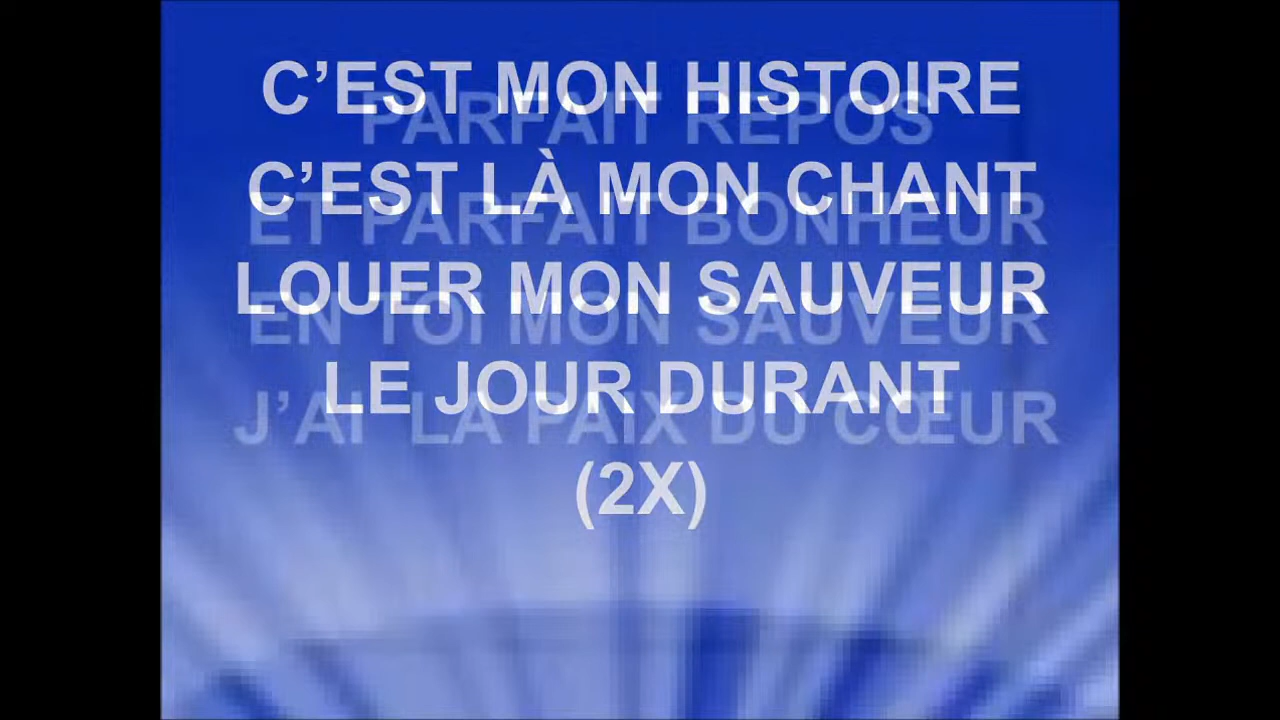 C’EST MON HISTOIRE
PARFAIT REPOS
C’EST LÀ MON CHANT
ET PARFAIT BONHEUR
LOUER MON SAUVEUR
EN TOI MON SAUVEUR
LE JOUR DURANT
J’AI LA PAIX DU CŒUR
(2X)